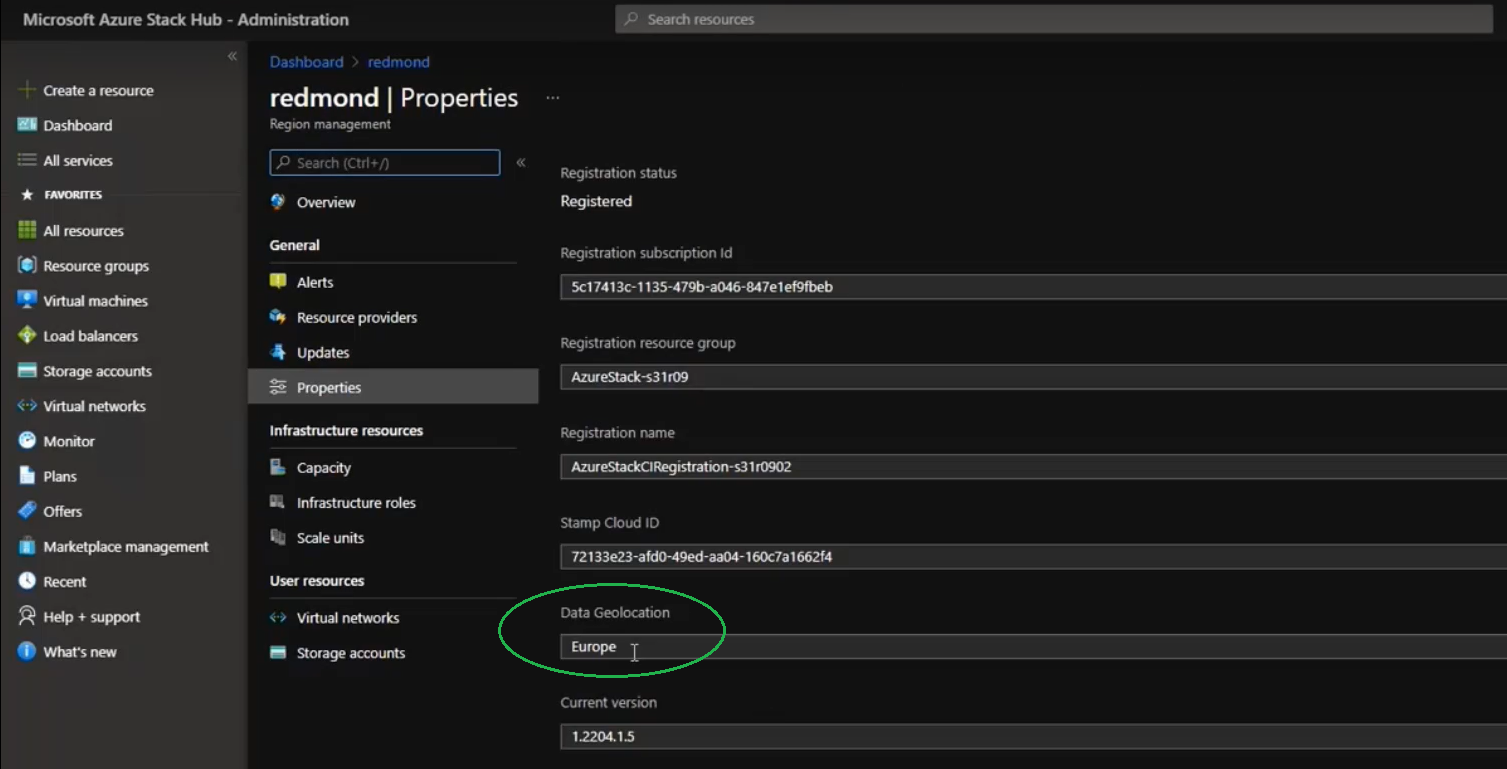 Microsoft Azure Stack Hub - Administration
Search resources
Create a resource
Dashboard
All services
FAVORITES
All resources
Resource groups
Virtual machines
Load balancers
Storage accounts
Virtual networks
Monitor
Plans
Offers
Marketplace management
Recent
Help + support
What's new
Dashboard > redmond
redmond | Properties ...
Region management
Search (Ctrl+/)
Overview
General
Alerts
Resource providers
Updates
Properties
Infrastructure resources
Capacity
Infrastructure roles
Scale units
User resources
Virtual networks
Storage accounts
Registration status
Registered
Registration subscription Id
5c17413c-1135-479b-a046-847e1ef9fbeb
Registration resource group
AzureStack-s31r09
Registration name
AzureStackCIRegistration-s31r0902
Stamp Cloud ID
72133e23-afd0-49ed-aa04-160c7a1662f4
Data Geolocation
Europe
Current version
1.2204.1.5